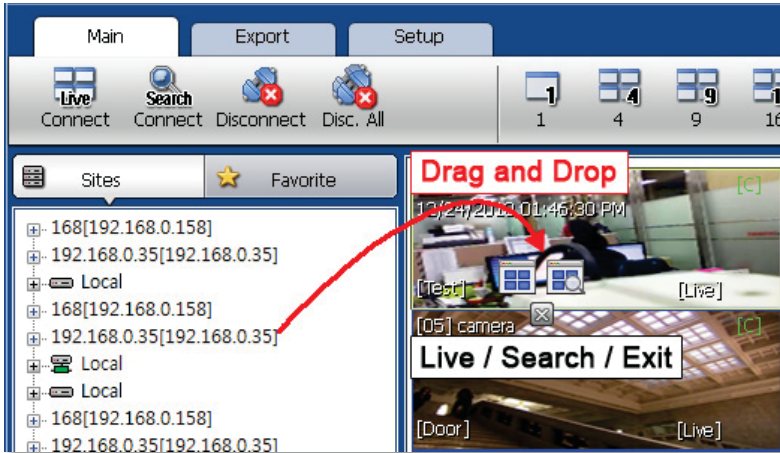 Main Export Setup
Live Search
Connect Connect Disconnect Disc. All
1 4 9
1 4 9 16
Sites Favorite
Drag and Drop
[C]
12/24/2013 01:46:30 PM
168[192.168.0.158]
192.168.0.35[192.168.0.35]
Local
168[192.168.0.158]
192.168.0.35[192.168.0.35]
Local
Local
168[192.168.0.158]
192.168.0.35[192.168.0.35]
[Test] [Live]
[05] camera [C]
Live / Search / Exit
[Door] [Live]